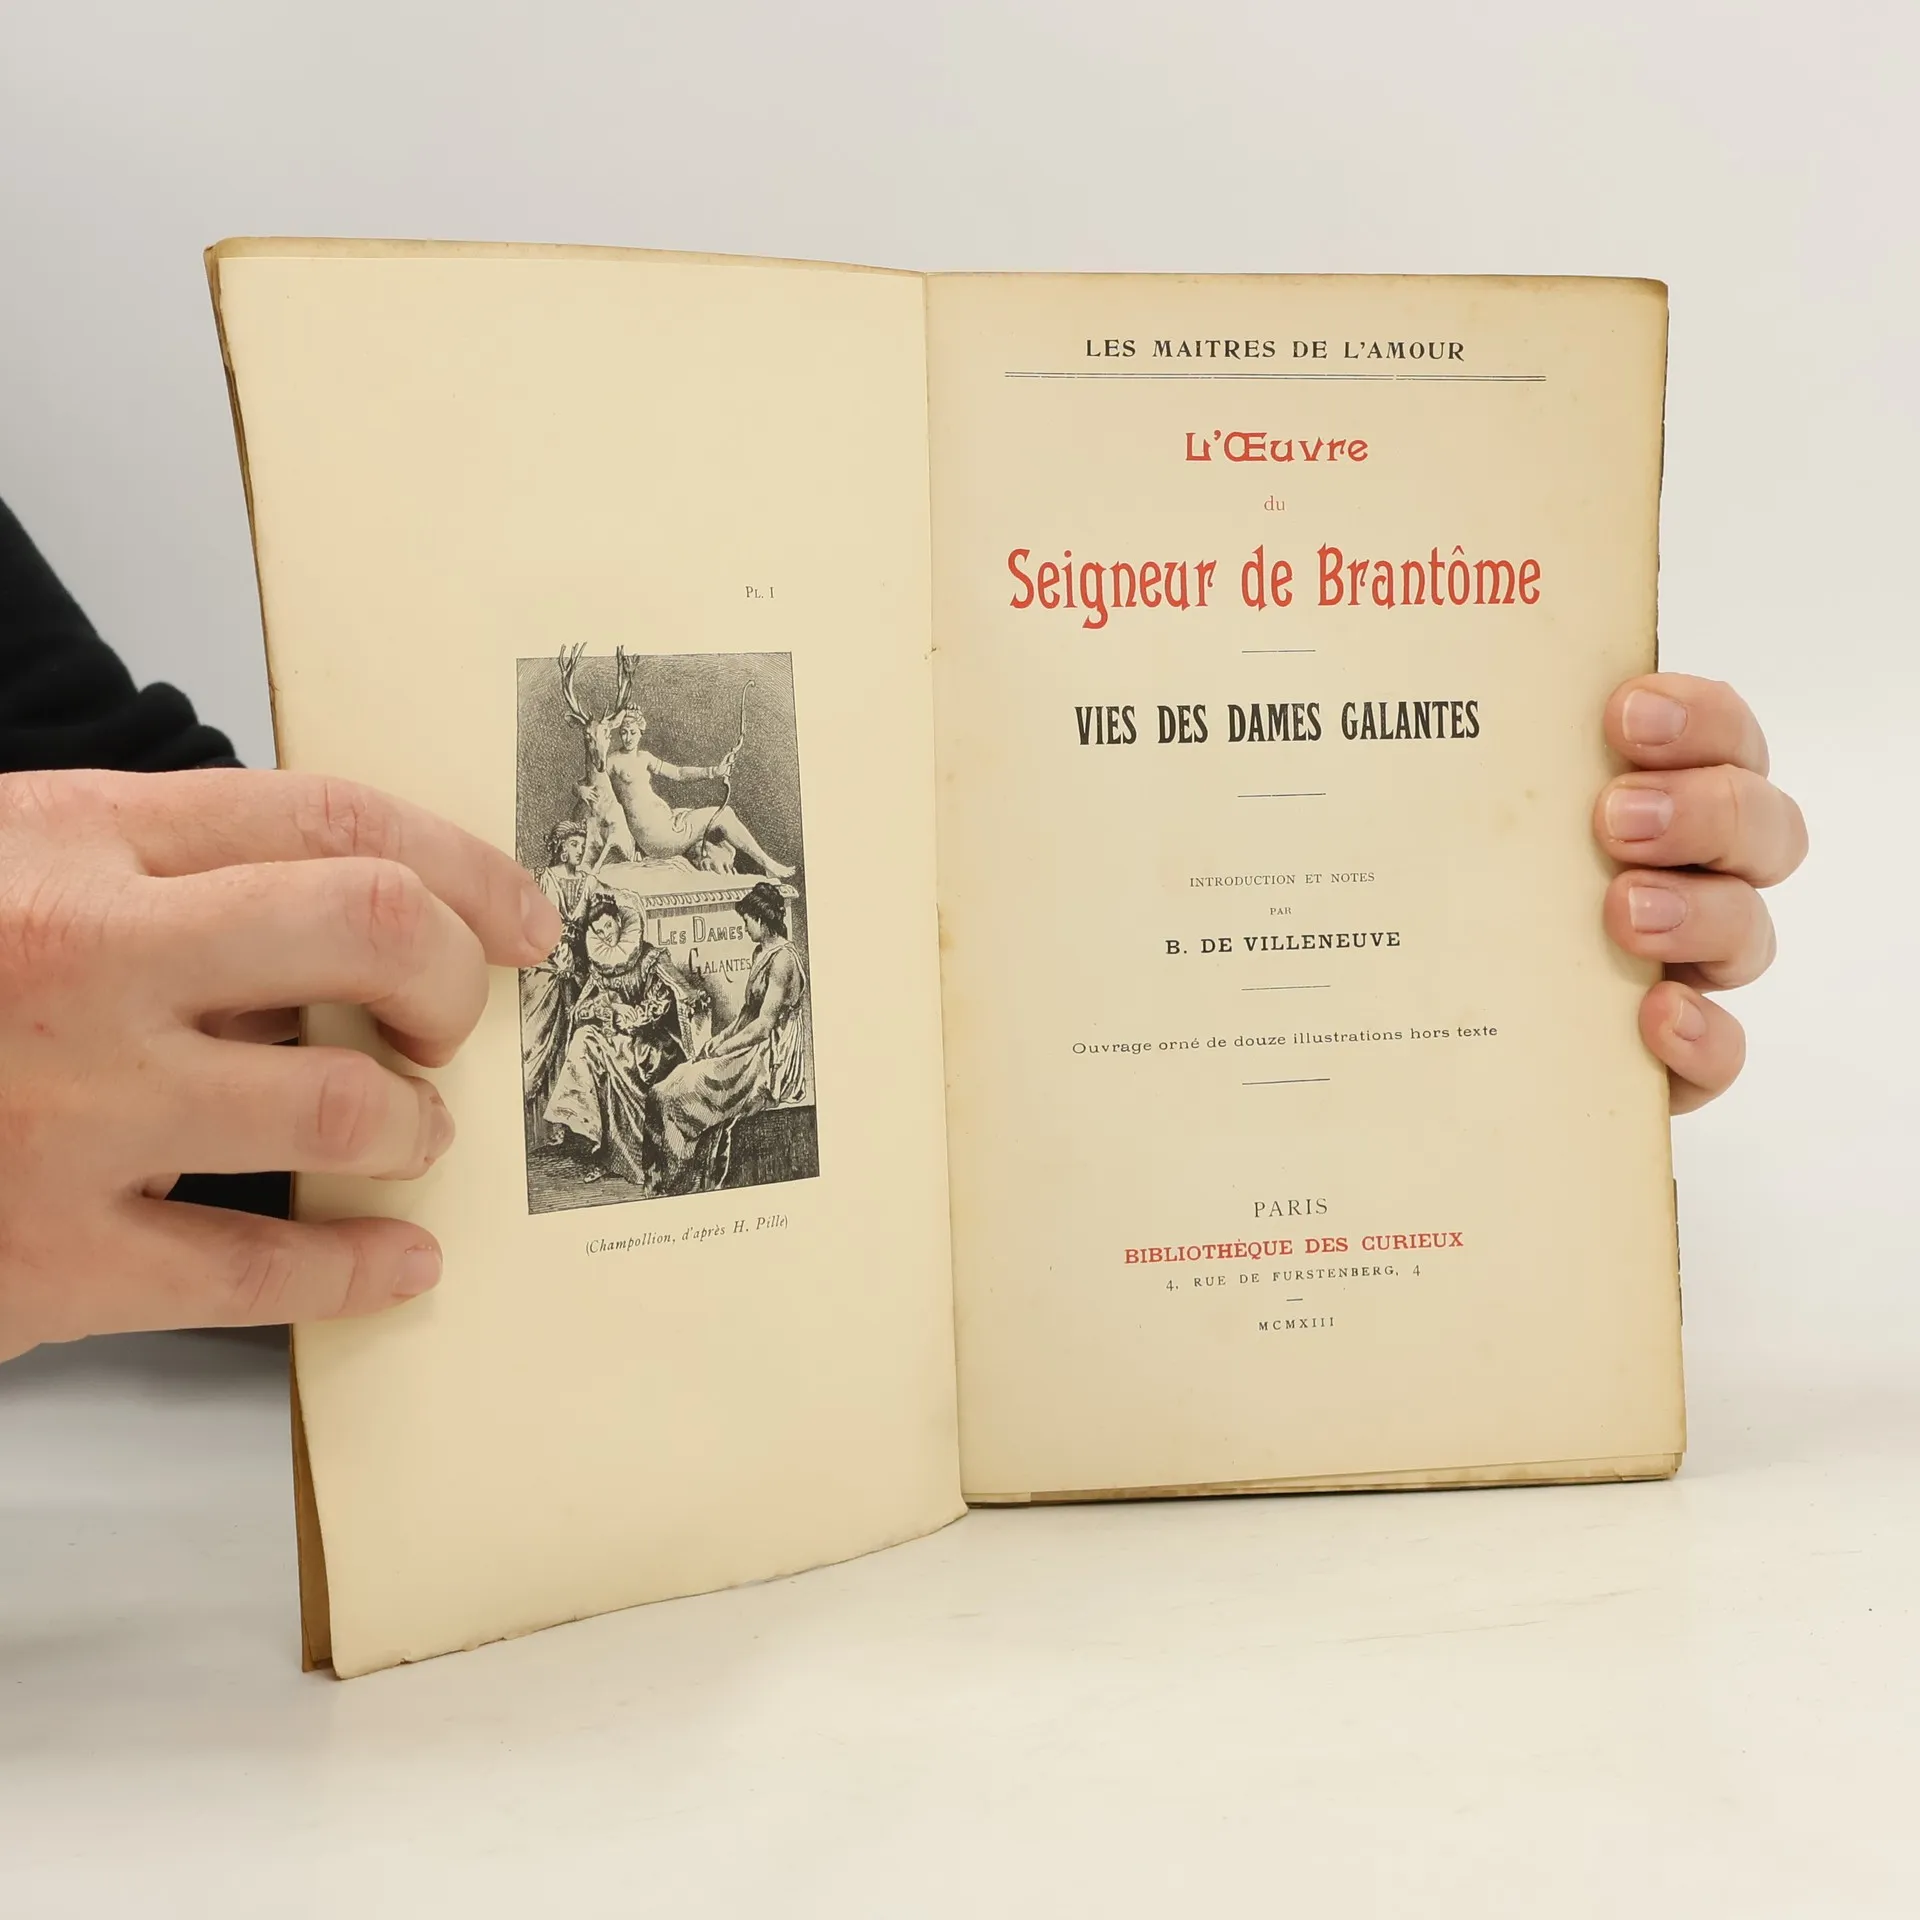 Pl. I
Les Dames
Galantes
(Champollion, d'après H. Pille)
LES MAITRES DE L'AMOUR
L'Œuvre
du
Seigneur de Brantôme
VIES DES DAMES GALANTES
INTRODUCTION ET NOTES
PAR
B. DE VILLENEUVE
Ouvrage orné de douze illustrations hors texte
PARIS
BIBLIOTHÈQUE DES CURIEUX
4, RUE DE FURSTENBERG, 4
MCMXIII